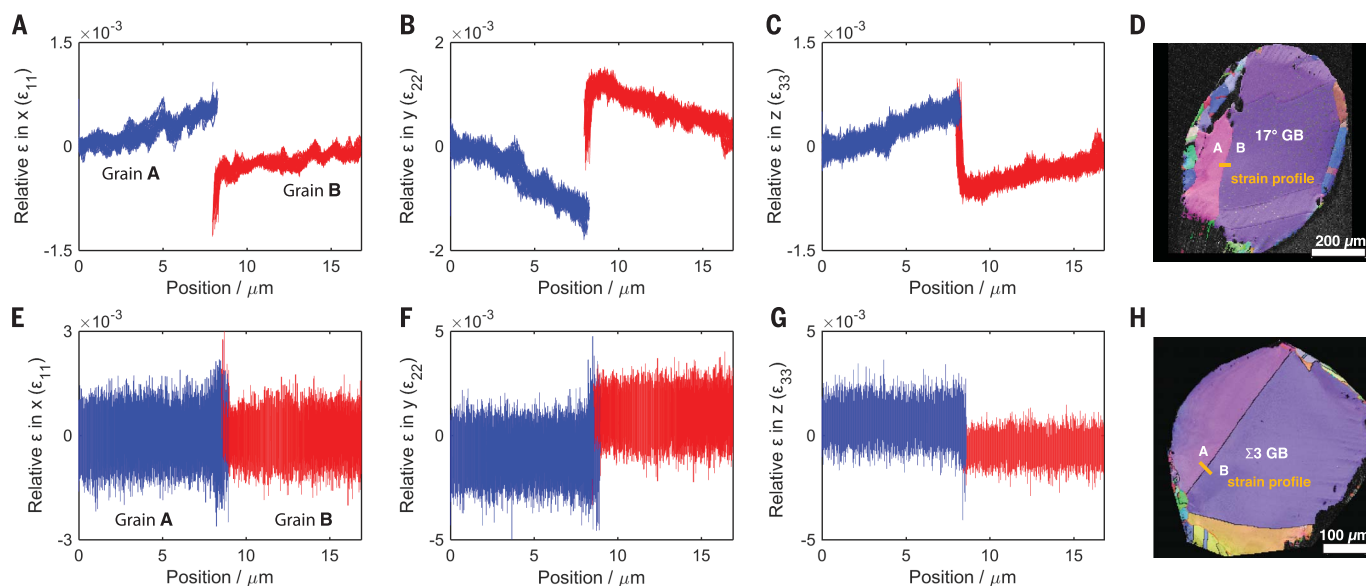 A
×10⁻³
1.5
0
-1.5
Relative ε in x (ε₁₁)
Grain A
Grain B
0
5
10
15
Position / μm
B
×10⁻³
2
0
-2
Relative ε in y (ε₂₂)
0
5
10
15
Position / μm
C
×10⁻³
1.5
0
-1.5
Relative ε in z (ε₃₃)
0
5
10
15
Position / μm
D
17° GB
A B
strain profile
200 μm
E
×10⁻³
3
0
-3
Relative ε in x (ε₁₁)
Grain A
Grain B
0
5
10
15
Position / μm
F
×10⁻³
5
0
-5
Relative ε in y (ε₂₂)
0
5
10
15
Position / μm
G
×10⁻³
5
0
-5
Relative ε in z (ε₃₃)
0
5
10
15
Position / μm
H
A
B
Σ3 GB
strain profile
100 μm